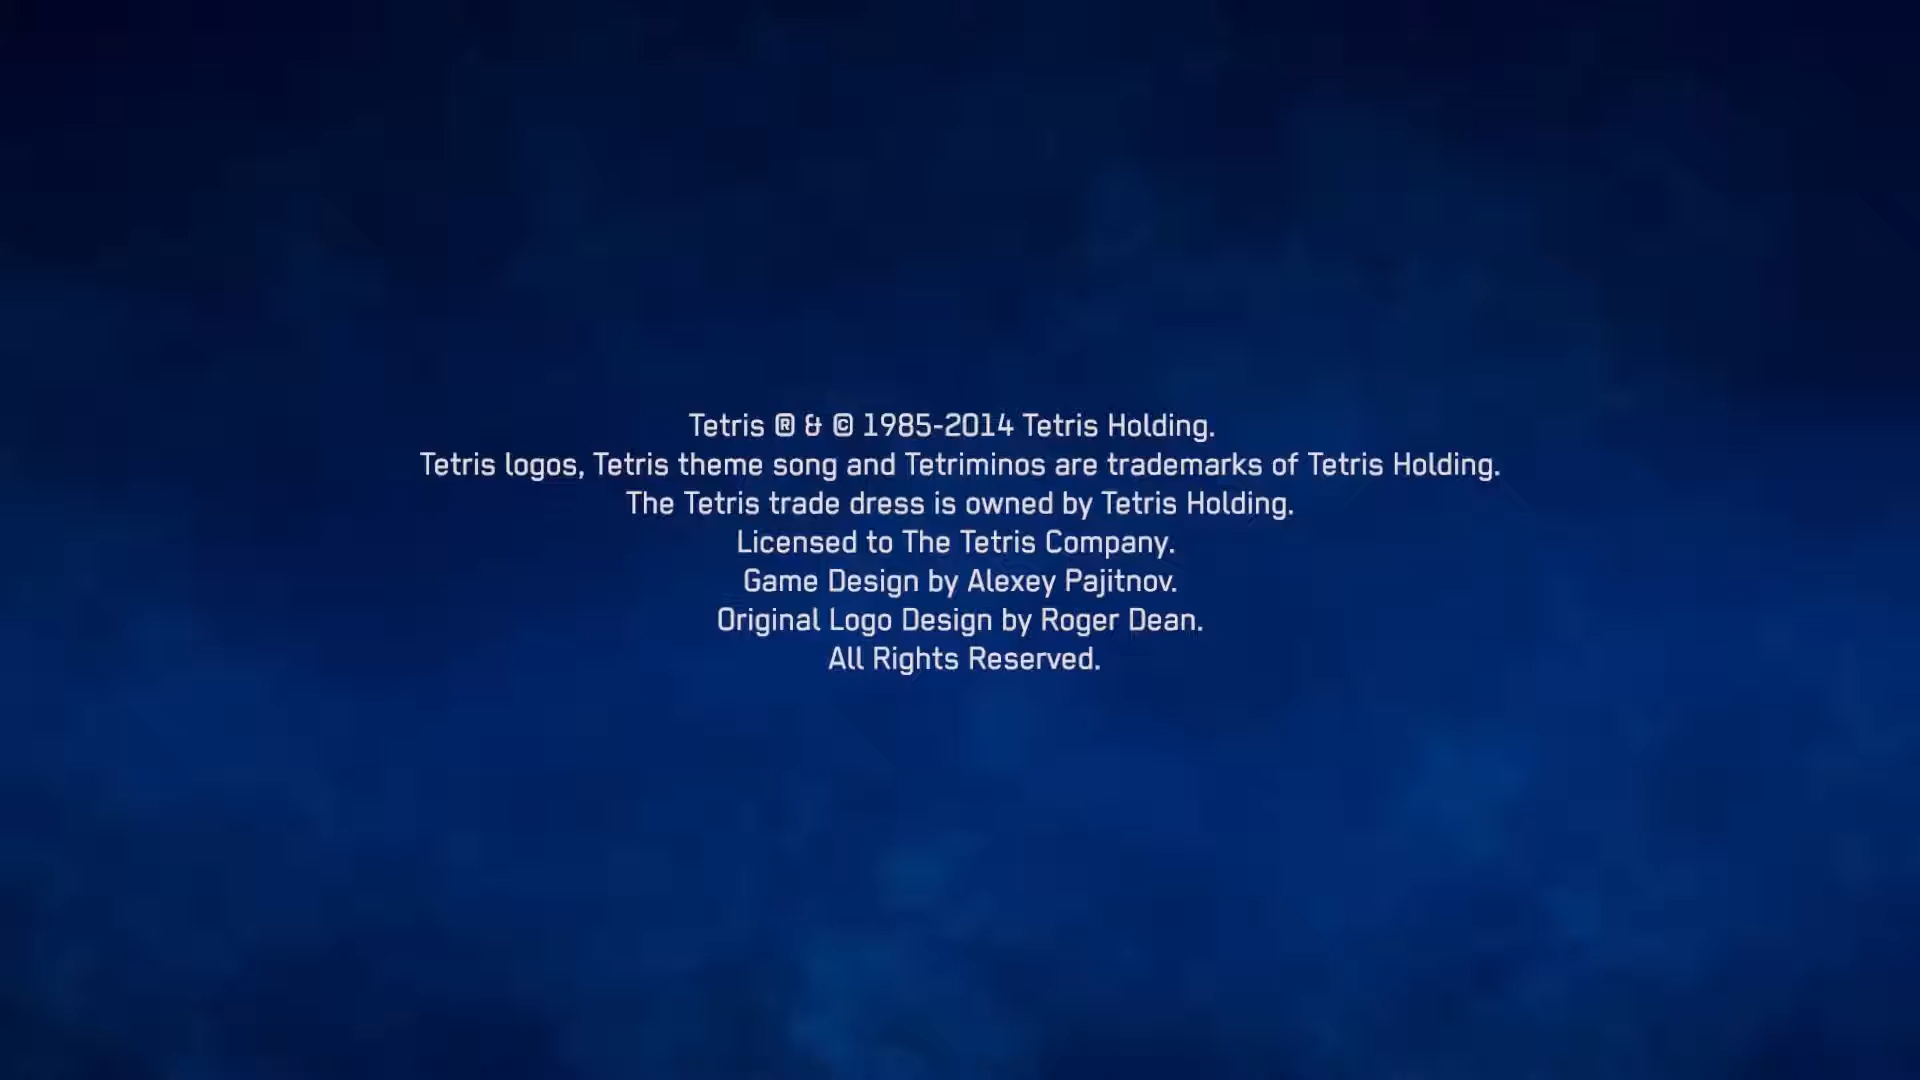 Tetris ® & © 1985-2014 Tetris Holding.
Tetris logos, Tetris theme song and Tetriminos are trademarks of Tetris Holding.
The Tetris trade dress is owned by Tetris Holding.
Licensed to The Tetris Company.
Game Design by Alexey Pajitnov.
Original Logo Design by Roger Dean.
All Rights Reserved.